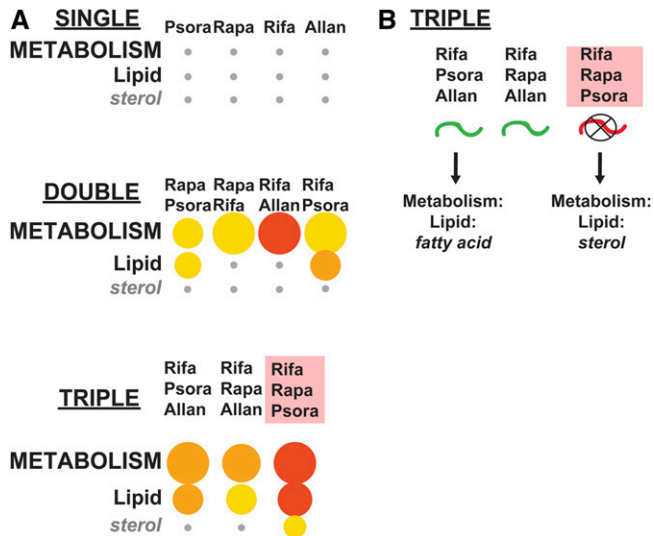 A SINGLE
Psora Rapa Rifa Allan
METABOLISM
Lipid
sterol
DOUBLE
Rapa Rapa Rifa Rifa
Psora Rifa Allan Psora
METABOLISM
Lipid
sterol
TRIPLE
Rifa Rifa Rifa
Psora Rapa Rapa
Allan Allan Psora
METABOLISM
Lipid
sterol
B TRIPLE
Rifa Rifa Rifa
Psora Rapa Rapa
Allan Allan Psora
Metabolism: Metabolism:
Lipid: Lipid:
fatty acid sterol